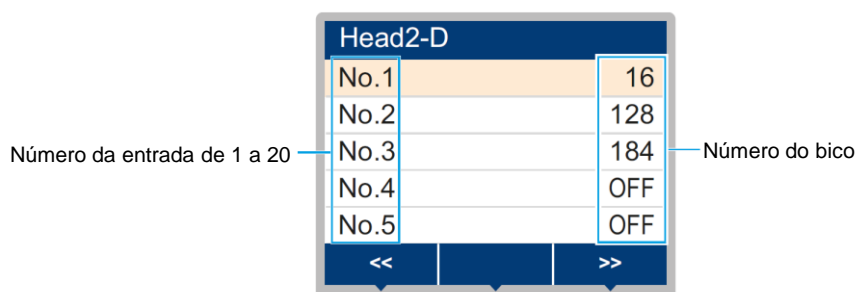 Head2-D
No.1 16
No.2 128
Número da entrada de 1 a 20 No.3 184 Número do bico
No.4 OFF
No.5 OFF
<< >>